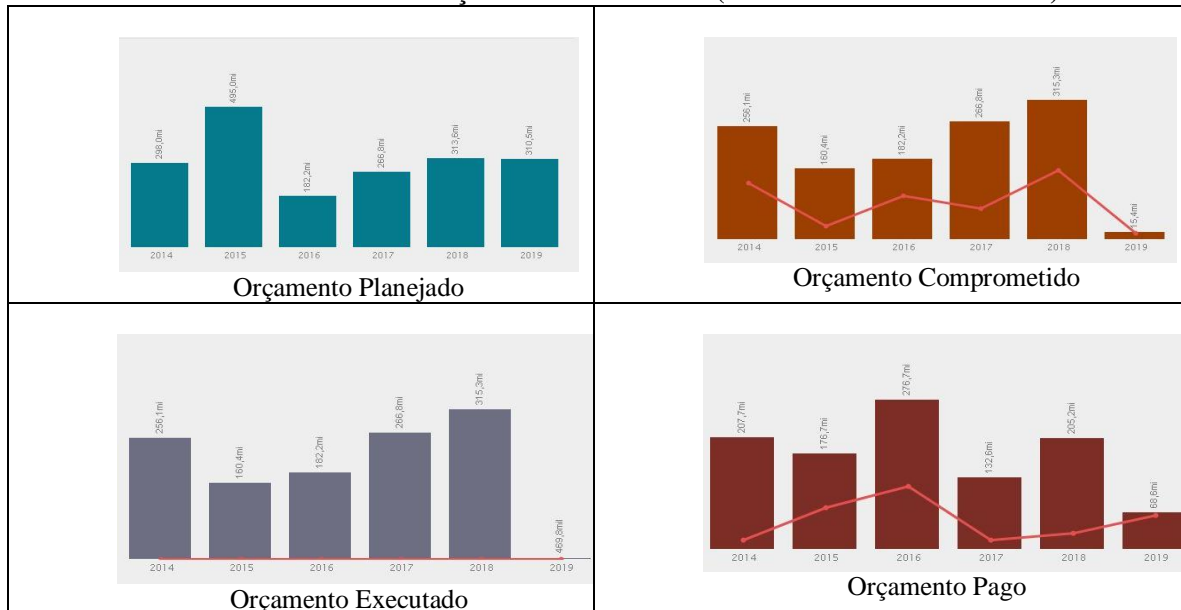 298,0mi
495,0mi
182,2mi
266,8mi
313,6mi
310,5mi
2014 2015 2016 2017 2018 2019
Orçamento Planejado
256,1mi
160,4mi
182,2mi
266,8mi
315,3mi
15,4mi
2014 2015 2016 2017 2018 2019
Orçamento Comprometido
256,1mi
160,4mi
182,2mi
266,8mi
315,3mi
469,8mil
2014 2015 2016 2017 2018 2019
Orçamento Executado
207,7mi
176,7mi
276,7mi
132,6mi
205,2mi
68,6mi
2014 2015 2016 2017 2018 2019
Orçamento Pago